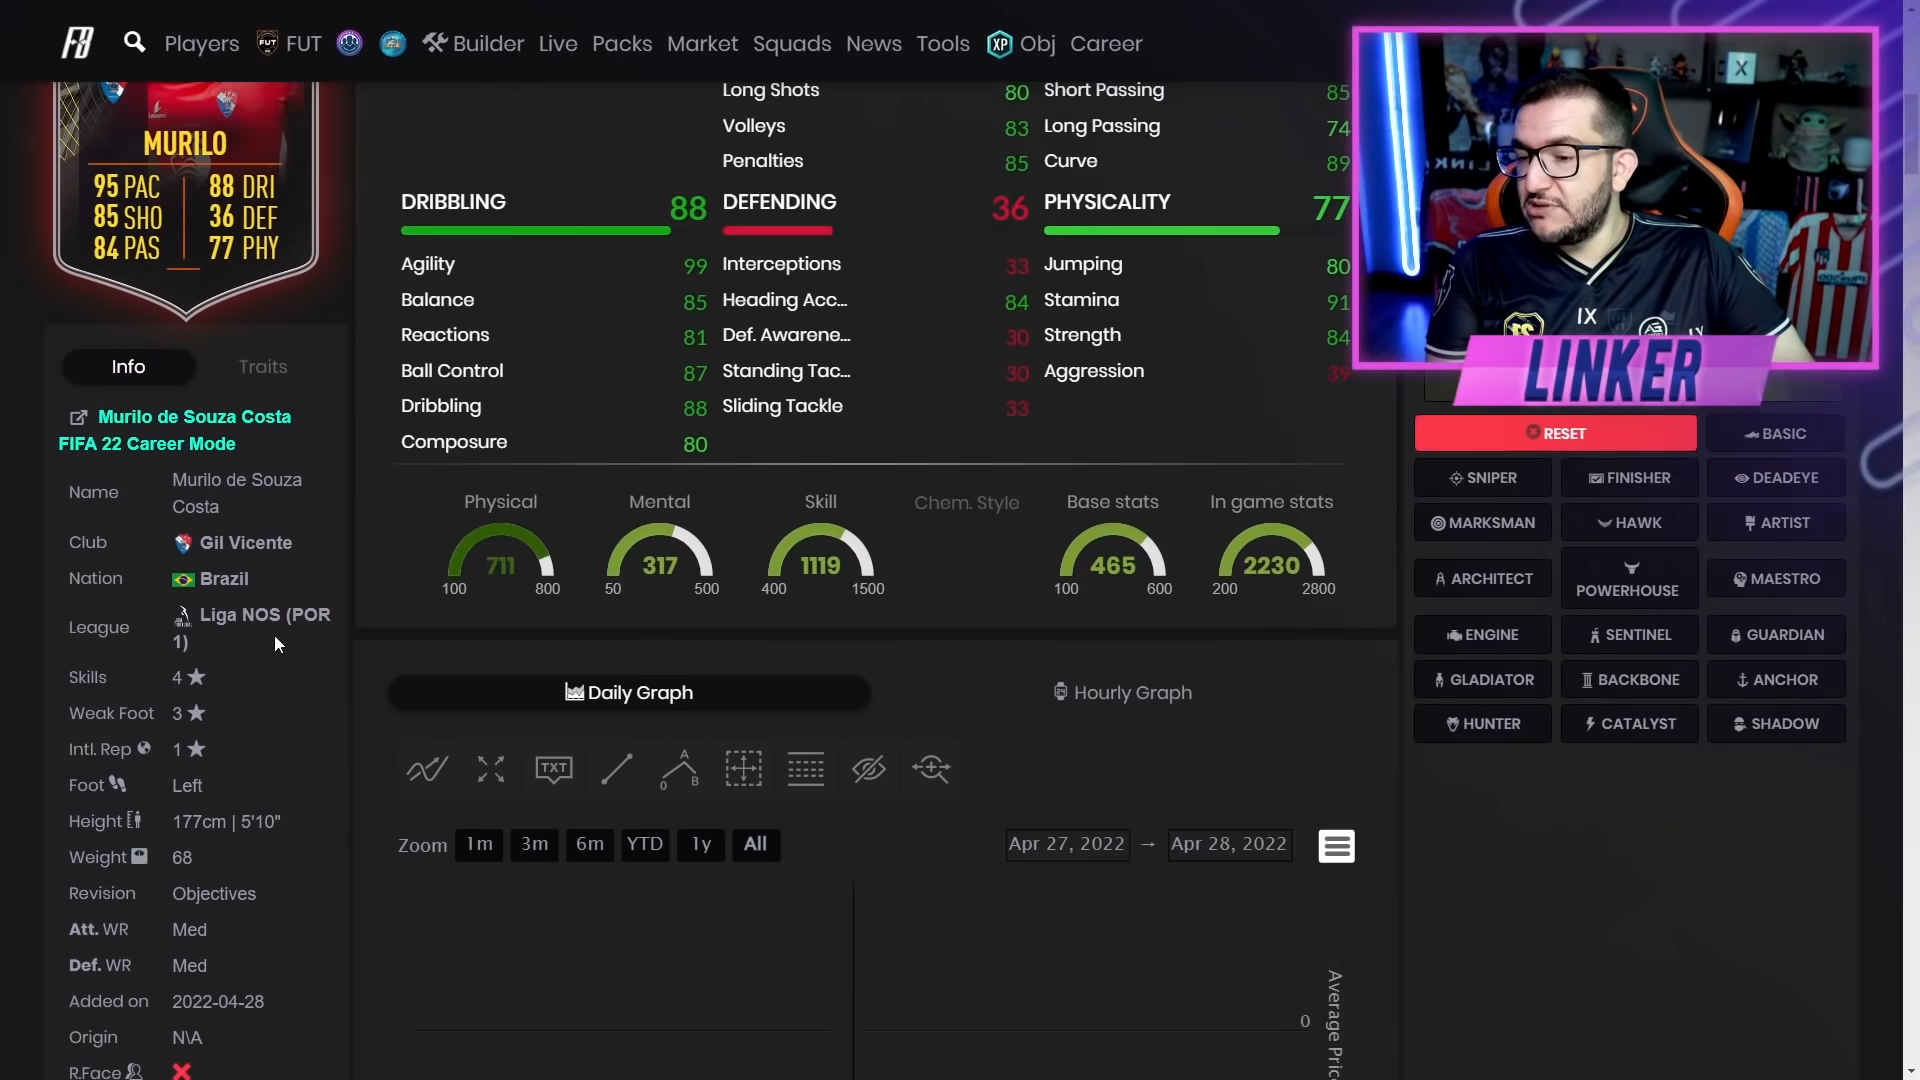 Players FUT Builder Live Packs Market Squads News Tools XP Obj Career
MURILO
95 PAC 88 DRI
85 SHO 36 DEF
84 PAS 77 PHY
Info Traits
Murilo de Souza Costa
FIFA 22 Career Mode
Name Murilo de Souza
Costa
Club Gil Vicente
Nation Brazil
League Liga NOS (POR
1)
Skills 4
Weak Foot 3
Intl. Rep 1
Foot Left
Height 177cm | 5'10"
Weight 68
Revision Objectives
Att. WR Med
Def. WR Med
Added on 2022-04-28
Origin N\A
R.Face
Long Shots 80 Short Passing 85
Volleys 83 Long Passing 74
Penalties 85 Curve 89
DRIBBLING 88 DEFENDING 36 PHYSICALITY 77
Agility 99 Interceptions 33 Jumping 80
Balance 85 Heading Acc... 84 Stamina 91
Reactions 81 Def. Awarene... 30 Strength 84
Ball Control 87 Standing Tac... 30 Aggression 39
Dribbling 88 Sliding Tackle 33
Composure 80
Physical Mental Skill Chem. Style Base stats In game stats
711 317 1119 465 2230
100 800 50 500 400 1500 100 600 200 2800
Daily Graph Hourly Graph
TXT A
0 B
Zoom 1m 3m 6m YTD 1y All Apr 27, 2022 → Apr 28, 2022
0
Average Pric
X
IX
LINKER
RESET BASIC
SNIPER FINISHER DEADEYE
MARKSMAN HAWK ARTIST
ARCHITECT POWERHOUSE MAESTRO
ENGINE SENTINEL GUARDIAN
GLADIATOR BACKBONE ANCHOR
HUNTER CATALYST SHADOW